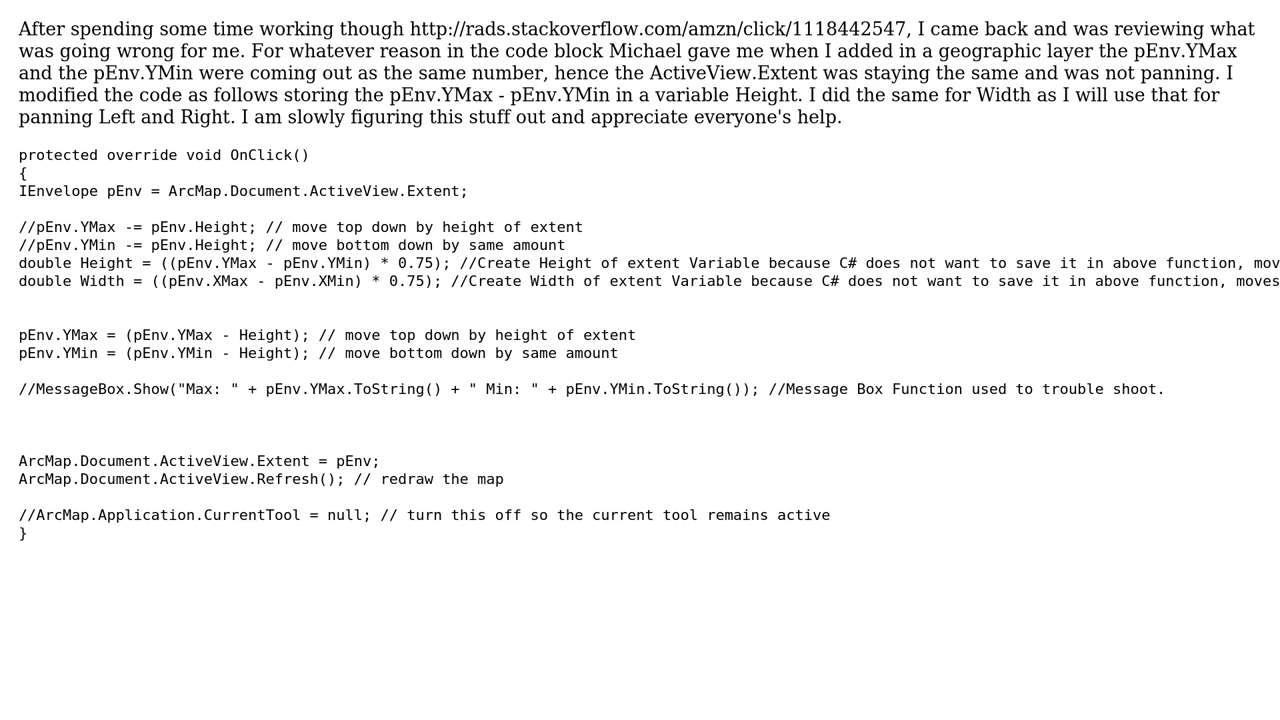 After spending some time working though http://rads.stackoverflow.com/amzn/click/1118442547, I came back and was reviewing what
was going wrong for me. For whatever reason in the code block Michael gave me when I added in a geographic layer the pEnv.YMax
and the pEnv.YMin were coming out as the same number, hence the ActiveView.Extent was staying the same and was not panning. I
modified the code as follows storing the pEnv.YMax - pEnv.YMin in a variable Height. I did the same for Width as I will use that for
panning Left and Right. I am slowly figuring this stuff out and appreciate everyone's help.
protected override void OnClick()
{
IEnvelope pEnv = ArcMap.Document.ActiveView.Extent;
//pEnv.YMax -= pEnv.Height; // move top down by height of extent
//pEnv.YMin -= pEnv.Height; // move bottom down by same amount
double Height = ((pEnv.YMax - pEnv.YMin) * 0.75); //Create Height of extent Variable because C# does not want to save it in above function, mov
double Width = ((pEnv.XMax - pEnv.XMin) * 0.75); //Create Width of extent Variable because C# does not want to save it in above function, moves
pEnv.YMax = (pEnv.YMax - Height); // move top down by height of extent
pEnv.YMin = (pEnv.YMin - Height); // move bottom down by same amount
//MessageBox.Show("Max: " + pEnv.YMax.ToString() + " Min: " + pEnv.YMin.ToString()); //Message Box Function used to trouble shoot.
ArcMap.Document.ActiveView.Extent = pEnv;
ArcMap.Document.ActiveView.Refresh(); // redraw the map
//ArcMap.Application.CurrentTool = null; // turn this off so the current tool remains active
}